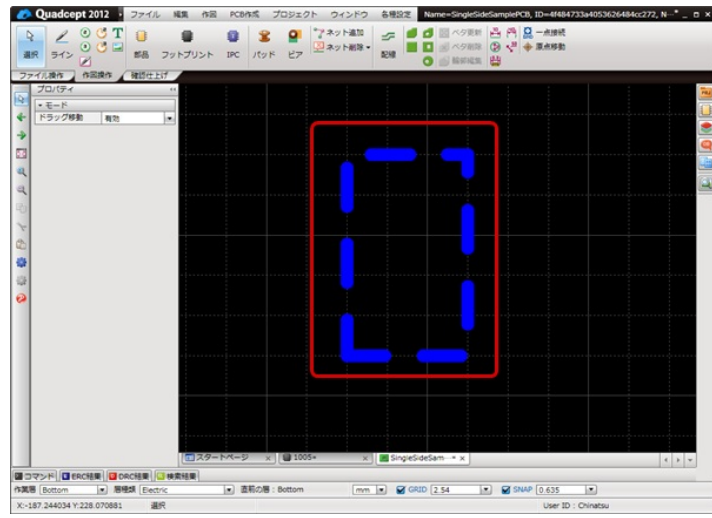 Quadcept 2012 ファイル 編集 作図 PCB作成 プロジェクト ウィンドウ 各種設定 Name=SingleSideSamplePCB, ID=4f484733a4053626484cc272, N…*
選択 ライン 部品 フットプリント IPC パッド ビア ネット追加 ネット削除 配線 ベタ更新 ベタ削除 輪郭編集 一点接続 原点移動
ファイル操作 作図操作 確認仕上げ
プロパティ
モード
ドラッグ移動 有効
スタートページ × 1005* × SingleSideSam…* ×
コマンド ERC結果 DRC結果 検索結果
作業層 Bottom 層種類 Electric 直前の層 : Bottom mm GRID 2.54 SNAP 0.635
X:-187.244034 Y:228.070881 選択 User ID : Chinatsu